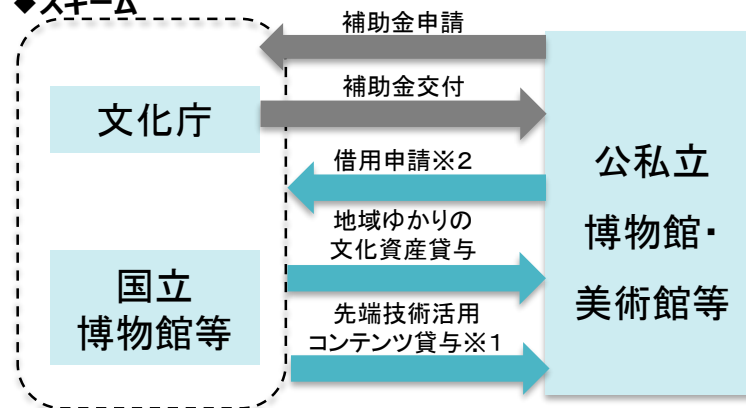 ◆スキーム
補助金申請
補助金交付
文化庁
借用申請※2
地域ゆかりの
文化資産貸与
国立
博物館等
先端技術活用
コンテンツ貸与※1
公私立
博物館・
美術館等